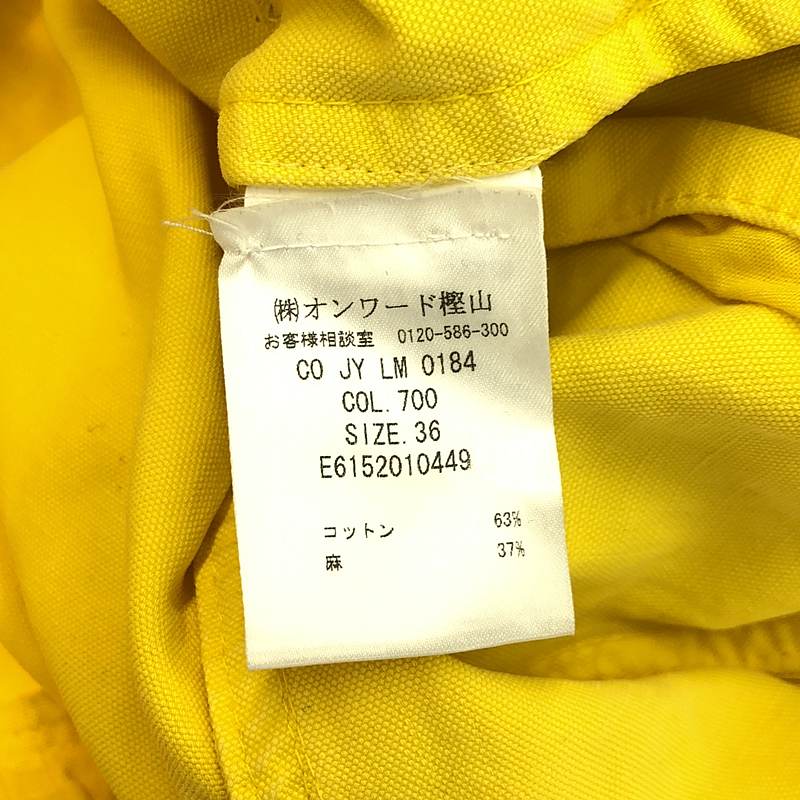 ㈱オンワード樫山
お客様相談室 0120-586-300
CO JY LM 0184
COL.700
SIZE.36
E6152010449
コットン 63%
麻 37%